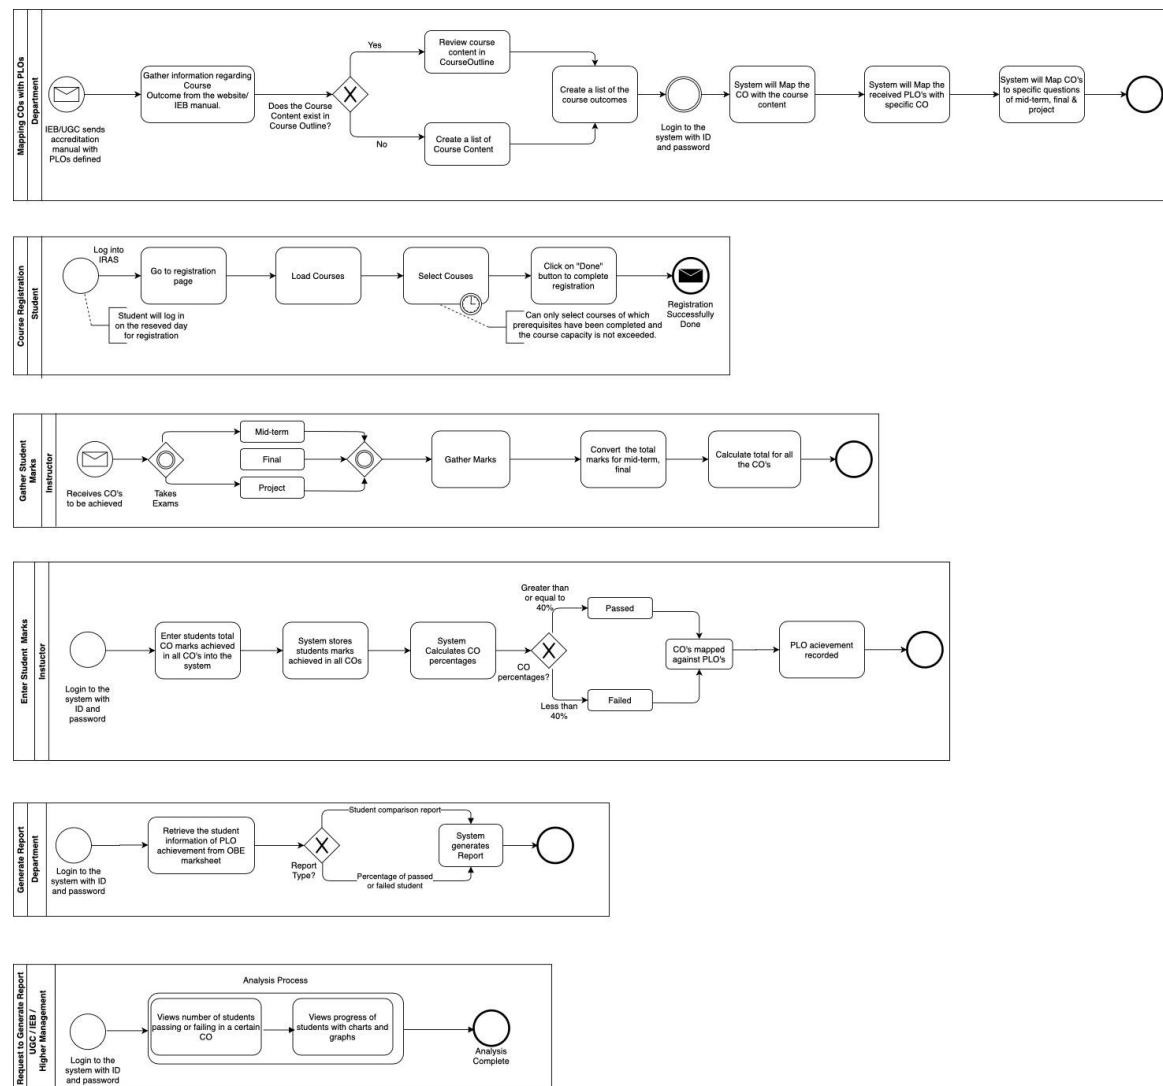 Mapping COs with PLOs
Department
IEB/UGC sends
accreditation
manual with
PLOs defined
Gather information regarding
Course
Outcome from the website/
IEB manual.
Does the Course
Content exist in
Course Outline?
Yes
No
Review course
content in
CourseOutline
Create a list of
Course Content
Create a list of the
course outcomes
Login to the
system with ID
and password
System will Map the
CO with the course
content
System will Map the
received PLO's with
specific CO
System will Map CO's
to specific questions
of mid-term, final &
project
Course Registration
Student
Log into
IRAS
Student will log in
on the reseved day
for registration
Go to registration
page
Load Courses
Select Couses
Can only select courses of which
prerequisites have been completed and
the course capacity is not exceeded.
Click on "Done"
button to complete
registration
Registration
Successfully
Done
Gather Student
Marks
Instructor
Receives CO's
to be achieved
Takes
Exams
Mid-term
Final
Project
Gather Marks
Convert the total
marks for mid-term,
final
Calculate total for all
the CO's
Enter Student Marks
Instuctor
Login to the
system with
ID and
password
Enter students total
CO marks achieved
in all CO's into the
system
System stores
students marks
achieved in all COs
System
Calculates CO
percentages
CO
percentages?
Greater than
or equal to
40%
Less than
40%
Passed
Failed
CO's mapped
against PLO's
PLO acievement
recorded
Generate Report
Department
Login to the
system with ID
and password
Retrieve the student
information of PLO
achievement from OBE
marksheet
Report
Type?
Student comparison report
Percentage of passed
or failed student
System
generates
Report
Request to Generate Report
UGC / IEB /
Higher Management
Login to the
system with ID
and password
Analysis Process
Views number of students
passing or failing in a certain
CO
Views progress of
students with charts and
graphs
Analysis
Complete